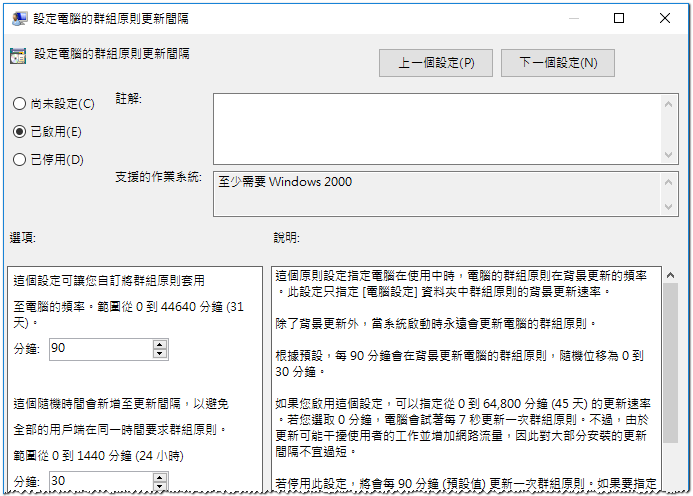 設定電腦的群組原則更新間隔
設定電腦的群組原則更新間隔
上一個設定(P)
下一個設定(N)
尚未設定(C)
註解:
已啟用(E)
已停用(D)
支援的作業系統:
至少需要 Windows 2000
選項:
說明:
這個設定可讓您自訂將群組原則套用
至電腦的頻率。範圍從 0 到 44640 分鐘 (31
天)。
分鐘:
90
這個隨機時間會新增至更新間隔，以避免
全部的用戶端在同一時間要求群組原則。
範圍從 0 到 1440 分鐘 (24 小時)
分鐘:
30
這個原則設定指定電腦在使用中時，電腦的群組原則在背景更新的頻率
。此設定只指定 [電腦設定] 資料夾中群組原則的背景更新速率。
除了背景更新外，當系統啟動時永遠會更新電腦的群組原則。
根據預設，每 90 分鐘會在背景更新電腦的群組原則，隨機位移為 0 到
30 分鐘。
如果您啟用這個設定，可以指定從 0 到 64,800 分鐘 (45 天) 的更新速率
。若您選取 0 分鐘，電腦會試著每 7 秒更新一次群組原則。不過，由於
更新可能干擾使用者的工作並增加網路流量，因此對大部分安裝的更新
間隔不宜過短。
若停用此設定，將會每 90 分鐘 (預設值) 更新一次群組原則。如果要指定